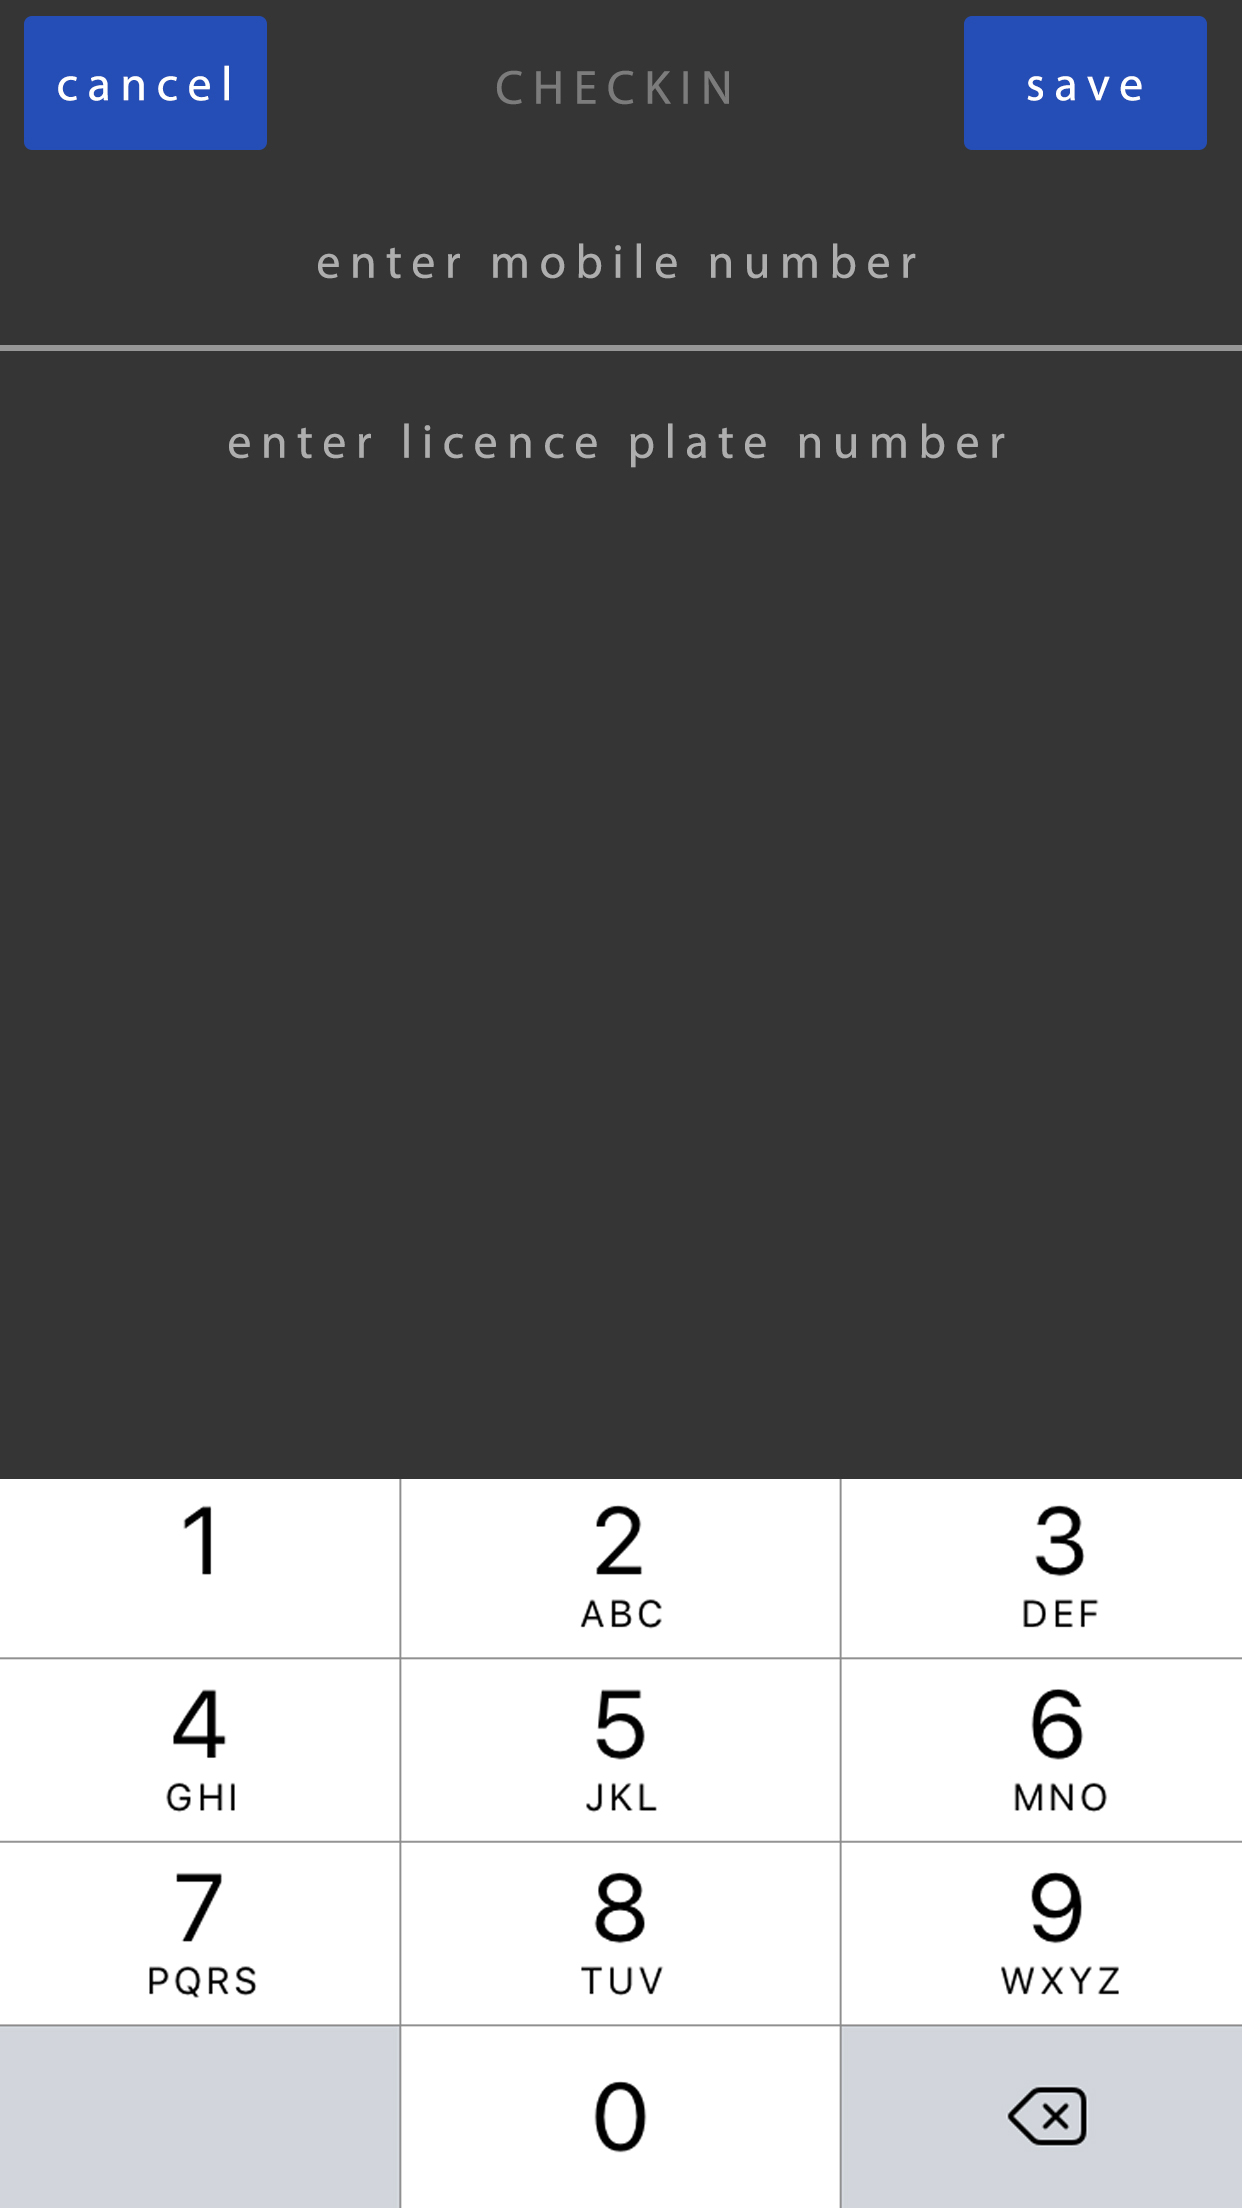 cancel CHECKIN save
enter mobile number
enter licence plate number
1 2 3
ABC DEF
4 5 6
GHI JKL MNO
7 8 9
PQRS TUV WXYZ
0